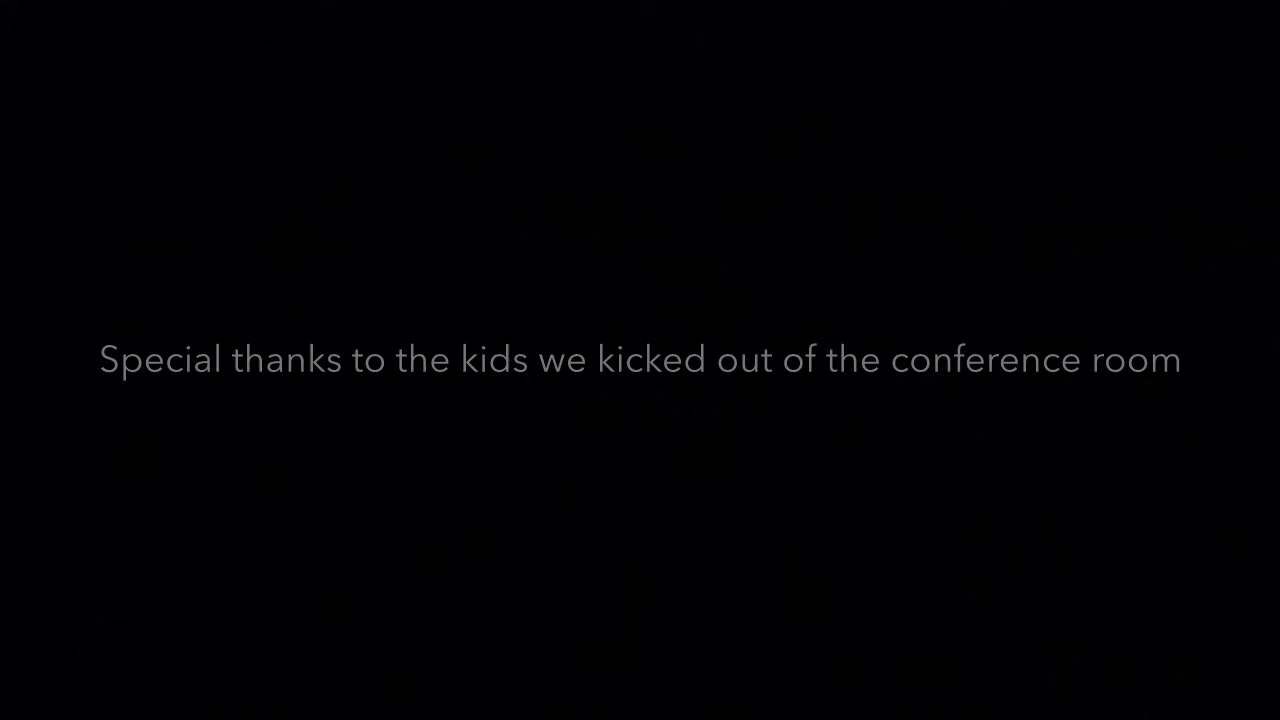 Special thanks to the kids we kicked out of the conference room